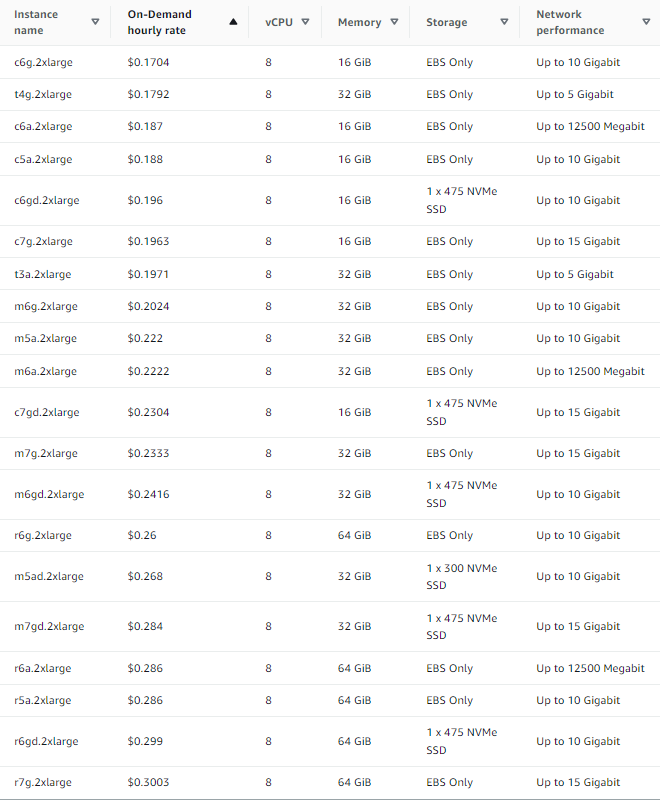 Instance name On-Demand hourly rate vCPU Memory Storage Network performance
c6g.2xlarge $0.1704 8 16 GiB EBS Only Up to 10 Gigabit
t4g.2xlarge $0.1792 8 32 GiB EBS Only Up to 5 Gigabit
c6a.2xlarge $0.187 8 16 GiB EBS Only Up to 12500 Megabit
c5a.2xlarge $0.188 8 16 GiB EBS Only Up to 10 Gigabit
c6gd.2xlarge $0.196 8 16 GiB 1 x 475 NVMe SSD Up to 10 Gigabit
c7g.2xlarge $0.1963 8 16 GiB EBS Only Up to 15 Gigabit
t3a.2xlarge $0.1971 8 32 GiB EBS Only Up to 5 Gigabit
m6g.2xlarge $0.2024 8 32 GiB EBS Only Up to 10 Gigabit
m5a.2xlarge $0.222 8 32 GiB EBS Only Up to 10 Gigabit
m6a.2xlarge $0.2222 8 32 GiB EBS Only Up to 12500 Megabit
c7gd.2xlarge $0.2304 8 16 GiB 1 x 475 NVMe SSD Up to 15 Gigabit
m7g.2xlarge $0.2333 8 32 GiB EBS Only Up to 15 Gigabit
m6gd.2xlarge $0.2416 8 32 GiB 1 x 475 NVMe SSD Up to 10 Gigabit
r6g.2xlarge $0.26 8 64 GiB EBS Only Up to 10 Gigabit
m5ad.2xlarge $0.268 8 32 GiB 1 x 300 NVMe SSD Up to 10 Gigabit
m7gd.2xlarge $0.284 8 32 GiB 1 x 475 NVMe SSD Up to 15 Gigabit
r6a.2xlarge $0.286 8 64 GiB EBS Only Up to 12500 Megabit
r5a.2xlarge $0.286 8 64 GiB EBS Only Up to 10 Gigabit
r6gd.2xlarge $0.299 8 64 GiB 1 x 475 NVMe SSD Up to 10 Gigabit
r7g.2xlarge $0.3003 8 64 GiB EBS Only Up to 15 Gigabit